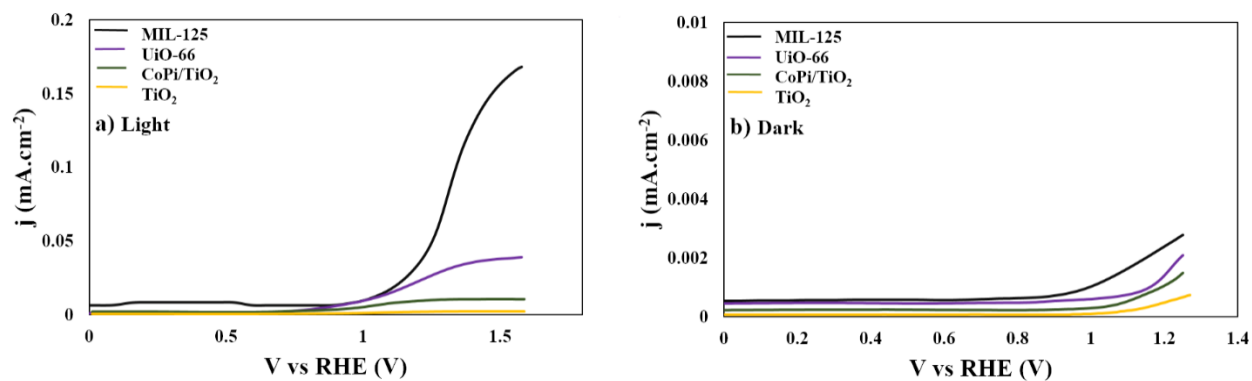 0.2
0.15
0.1
0.05
0
j (mA.cm⁻²)
MIL-125
UiO-66
CoPi/TiO₂
TiO₂
a) Light
0 0.5 1 1.5
V vs RHE (V)
0.01
0.008
0.006
0.004
0.002
0
j (mA.cm⁻²)
MIL-125
UiO-66
CoPi/TiO₂
TiO₂
b) Dark
0 0.2 0.4 0.6 0.8 1 1.2 1.4
V vs RHE (V)